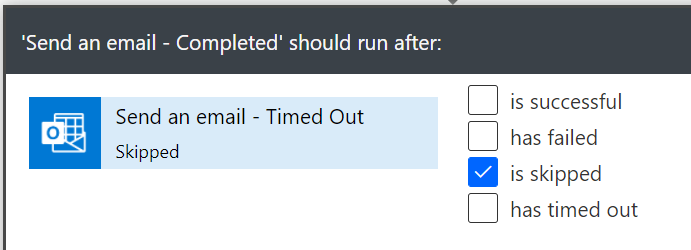 'Send an email - Completed' should run after:
Send an email - Timed Out
Skipped
is successful
has failed
is skipped
has timed out